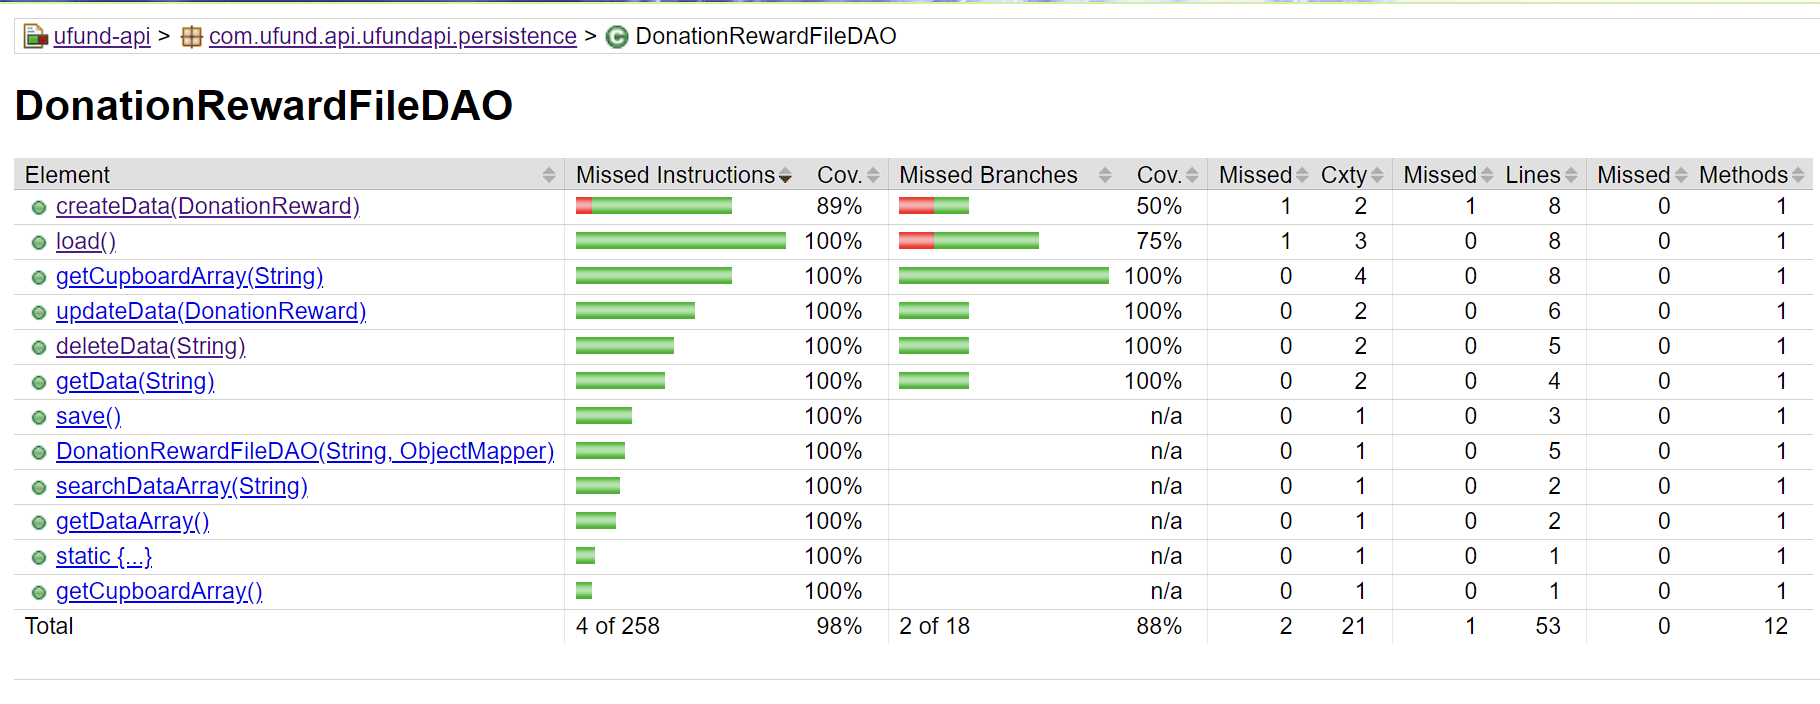 ufund-api > com.ufund.api.ufundapi.persistence > DonationRewardFileDAO
DonationRewardFileDAO
Element Missed Instructions Cov. Missed Branches Cov. Missed Cxty Missed Lines Missed Methods
createData(DonationReward) 89% 50% 1 2 1 8 0 1
load() 100% 75% 1 3 0 8 0 1
getCupboardArray(String) 100% 100% 0 4 0 8 0 1
updateData(DonationReward) 100% 100% 0 2 0 6 0 1
deleteData(String) 100% 100% 0 2 0 5 0 1
getData(String) 100% 100% 0 2 0 4 0 1
save() 100% n/a 0 1 0 3 0 1
DonationRewardFileDAO(String, ObjectMapper) 100% n/a 0 1 0 5 0 1
searchDataArray(String) 100% n/a 0 1 0 2 0 1
getDataArray() 100% n/a 0 1 0 2 0 1
static {...} 100% n/a 0 1 0 1 0 1
getCupboardArray() 100% n/a 0 1 0 1 0 1
Total 4 of 258 98% 2 of 18 88% 2 21 1 53 0 12